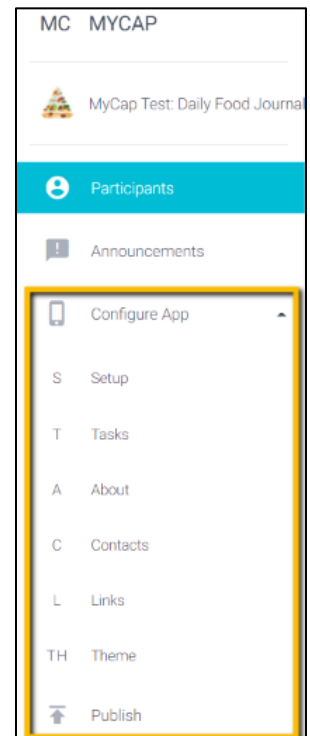 MC MYCAP
MyCap Test: Daily Food Journal
Participants
Announcements
Configure App
S Setup
T Tasks
A About
C Contacts
L Links
TH Theme
Publish